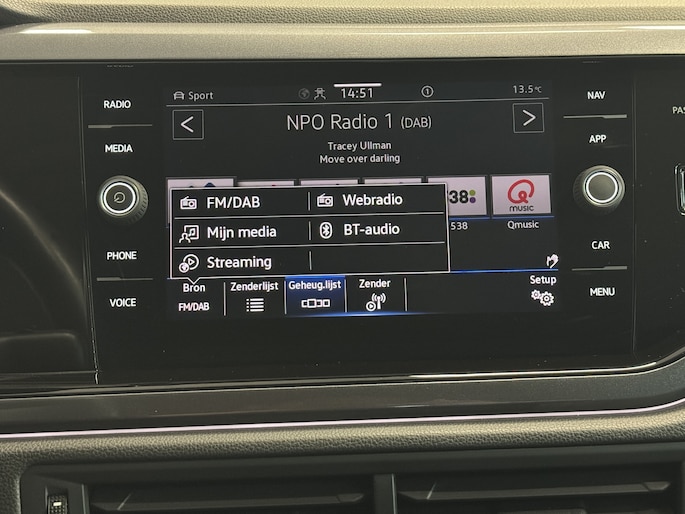 RADIO
MEDIA
PHONE
VOICE
Sport
14:51
13.5°C
NPO Radio 1 (DAB)
Tracey Ullman
Move over darling
FM/DAB
Webradio
Mijn media
BT-audio
Streaming
538
538
Q
music
Qmusic
Bron
FM/DAB
Zenderlijst
Geheug.lijst
Zender
Setup
NAV
APP
CAR
MENU